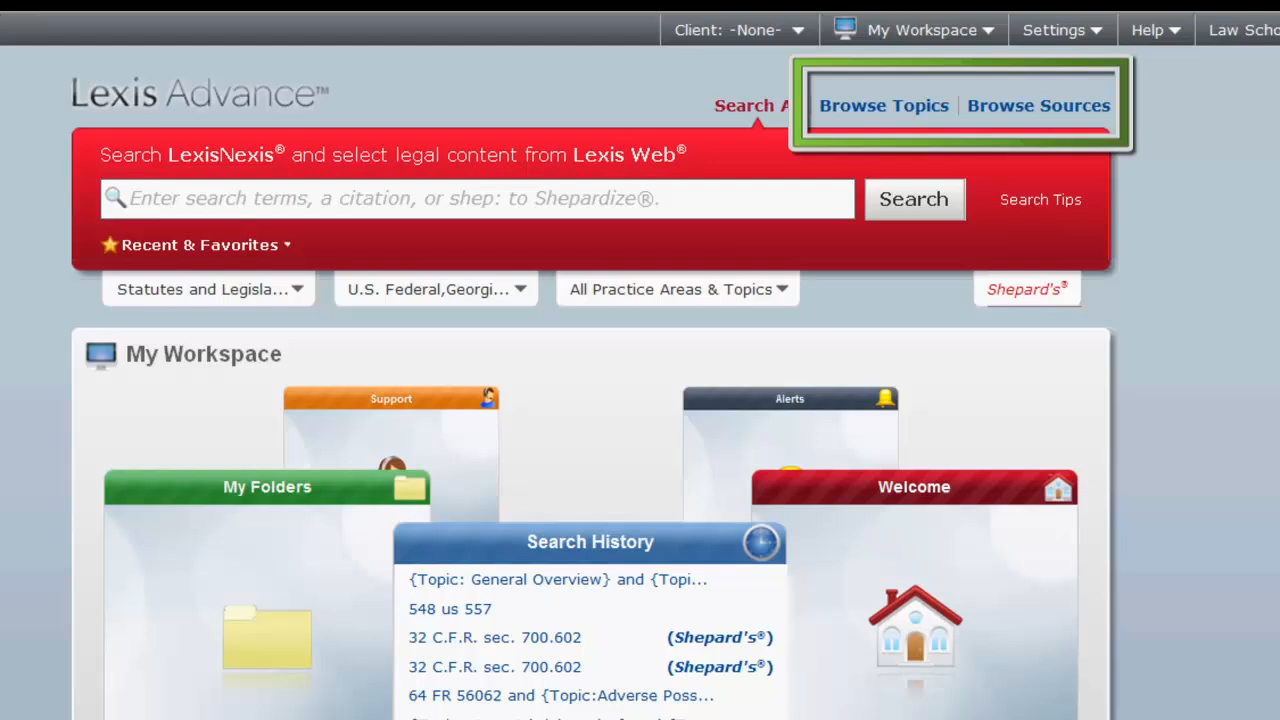 Client: -None- My Workspace Settings Help Law Scho
Lexis Advance™
Search A Browse Topics Browse Sources
Search LexisNexis® and select legal content from Lexis Web®
Enter search terms, a citation, or shep: to Shepardize®. Search Search Tips
Recent & Favorites
Statutes and Legisla... U.S. Federal,Georgi... All Practice Areas & Topics Shepard's®
My Workspace
Support Alerts
My Folders Welcome
Search History
{Topic: General Overview} and {Topi...
548 us 557
32 C.F.R. sec. 700.602 (Shepard's®)
32 C.F.R. sec. 700.602 (Shepard's®)
64 FR 56062 and {Topic:Adverse Poss...